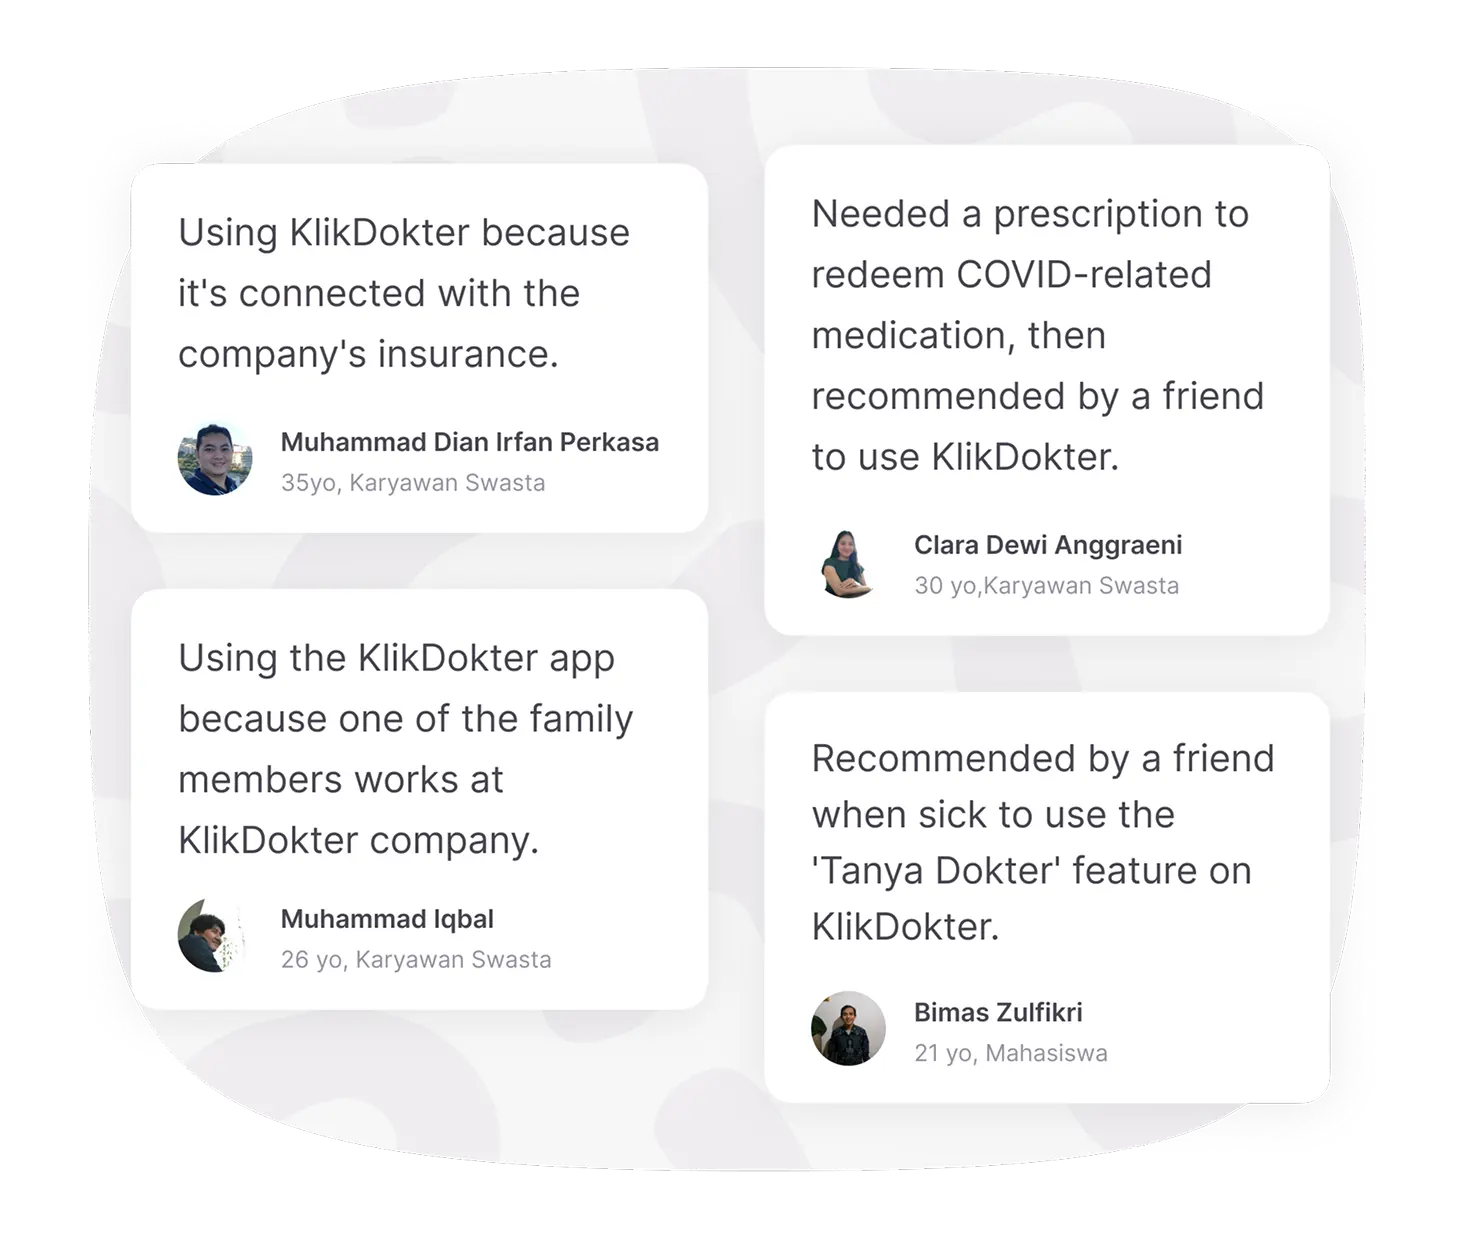 Using KlikDokter because
it's connected with the
company's insurance.
Muhammad Dian Irfan Perkasa
35yo, Karyawan Swasta
Using the KlikDokter app
because one of the family
members works at
KlikDokter company.
Muhammad Iqbal
26 yo, Karyawan Swasta
Needed a prescription to
redeem COVID-related
medication, then
recommended by a friend
to use KlikDokter.
Clara Dewi Anggraeni
30 yo,Karyawan Swasta
Recommended by a friend
when sick to use the
'Tanya Dokter' feature on
KlikDokter.
Bimas Zulfikri
21 yo, Mahasiswa